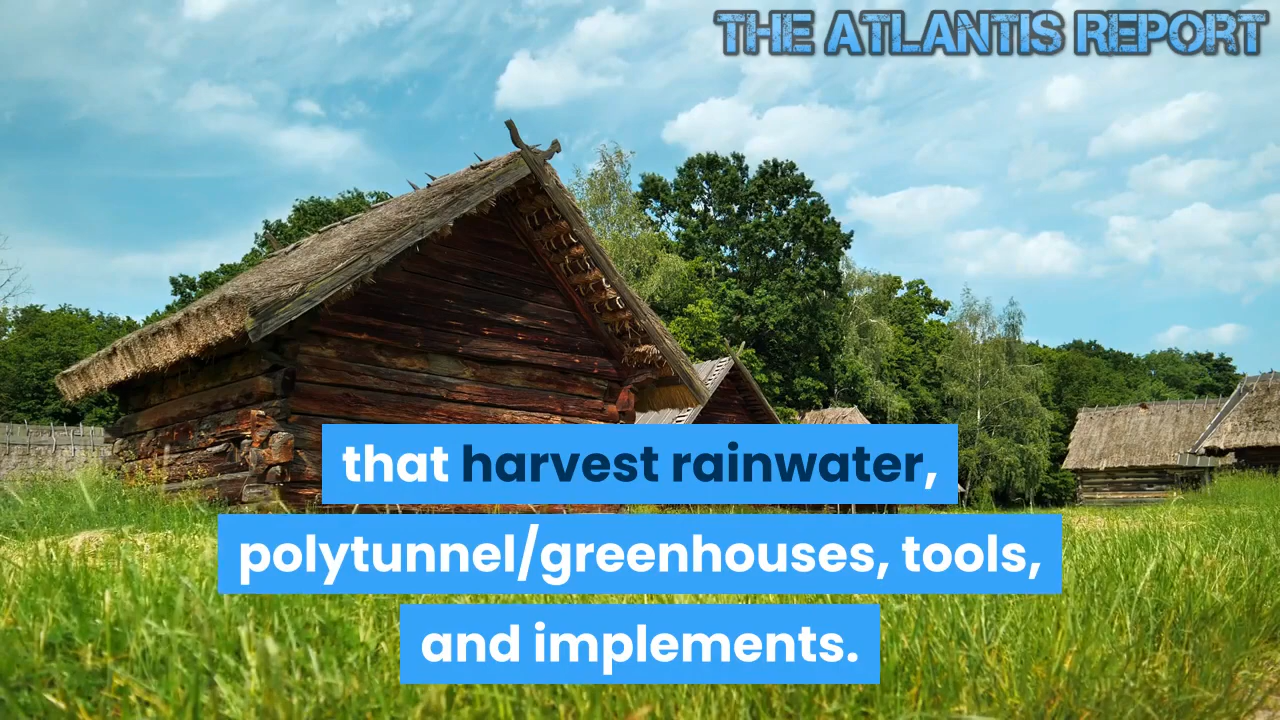 THE ATLANTIS REPORT
that harvest rainwater,
polytunnel/greenhouses, tools,
and implements.